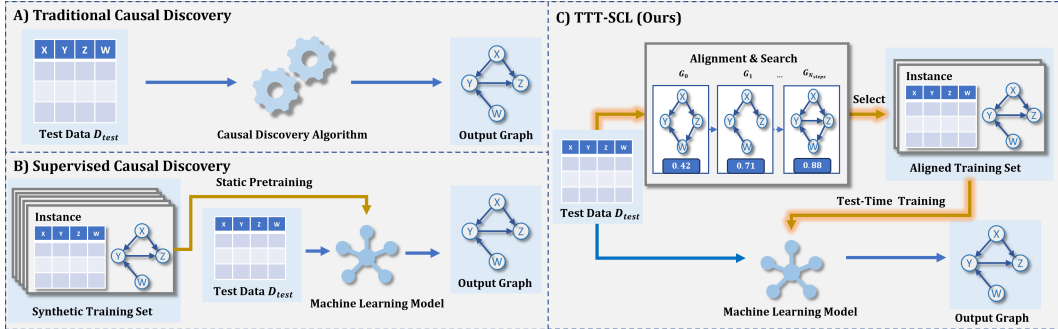 A) Traditional Causal Discovery
X Y Z W
Test Data D_test
Causal Discovery Algorithm
X
Y
Z
W
Output Graph
B) Supervised Causal Discovery
Static Pretraining
Instance
X Y Z W
X
Y
Z
W
Synthetic Training Set
X Y Z W
Test Data D_test
Machine Learning Model
X
Y
Z
W
Output Graph
C) TTT-SCL (Ours)
Alignment & Search
G_0 G_1 ... G_{N_steps}
X X X
Y Z Y Z Y Z
W W W
0.42 0.71 0.88
Select
Instance
X Y Z W
X
Y
Z
W
Aligned Training Set
X Y Z W
Test Data D_test
Test-Time Training
Machine Learning Model
X
Y
Z
W
Output Graph